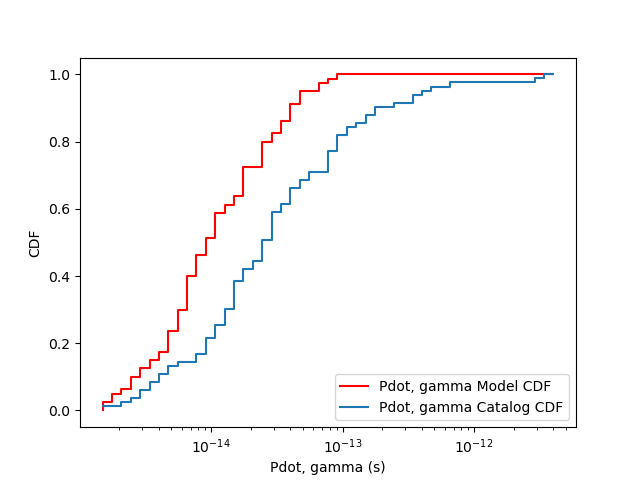 1.0
0.8
0.6
0.4
0.2
0.0
CDF
10⁻¹⁴
10⁻¹³
10⁻¹²
Pdot, gamma (s)
Pdot, gamma Model CDF
Pdot, gamma Catalog CDF